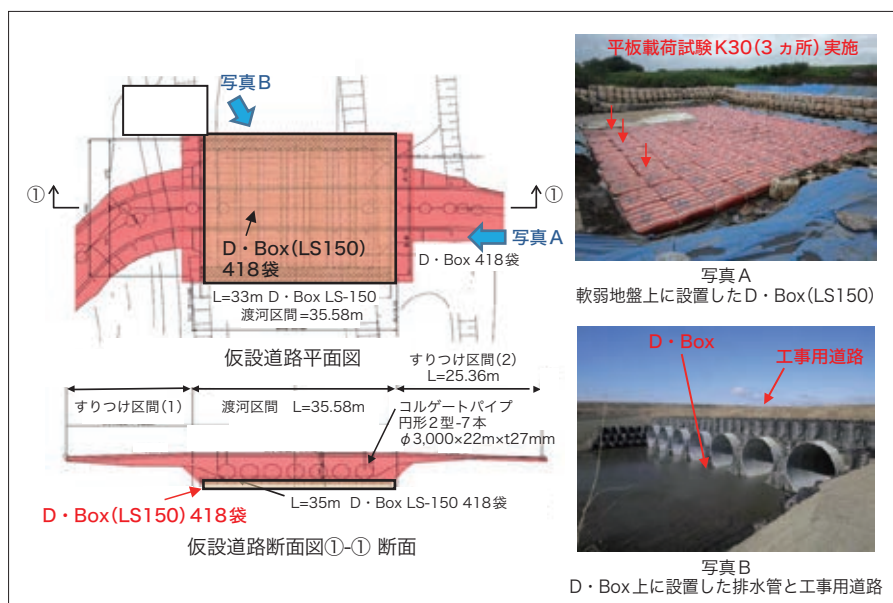 写真B
①
①
D・Box(LS150)
418袋
写真A
D・Box 418袋
L=33m D・Box LS-150
渡河区間=35.58m
仮設道路平面図
すりつけ区間(2)
L=25.36m
すりつけ区間(1)
渡河区間 L=35.58m
コルゲートパイプ
円形2型-7本
φ3,000×22m×t27mm
L=35m D・Box LS-150 418袋
D・Box(LS150) 418袋
仮設道路断面図①-① 断面
平板載荷試験K30(3ヵ所)実施
写真A
軟弱地盤上に設置したD・Box(LS150)
D・Box
工事用道路
写真B
D・Box上に設置した排水管と工事用道路